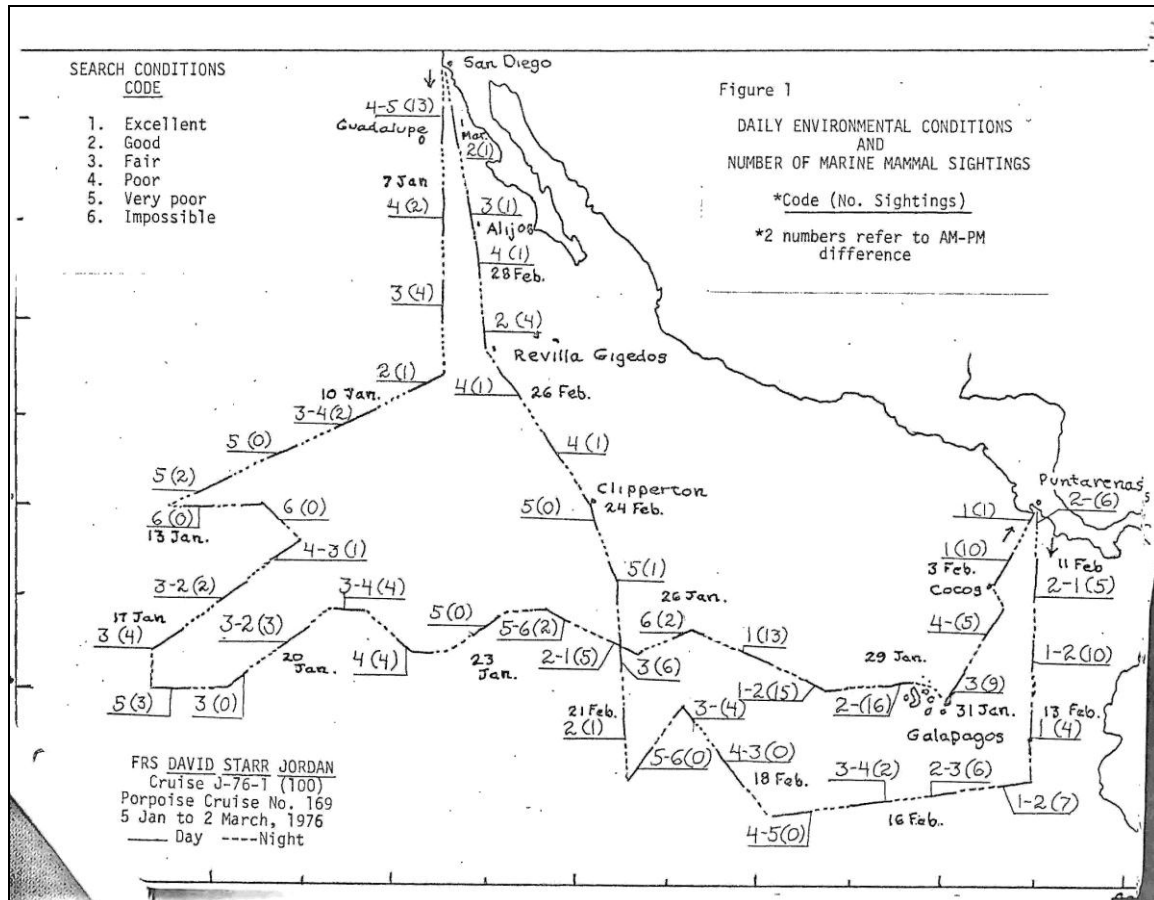 San Diego
SEARCH CONDITIONS
CODE
1. Excellent
2. Good
3. Fair
4. Poor
5. Very poor
6. Impossible
Figure 1
DAILY ENVIRONMENTAL CONDITIONS
AND
NUMBER OF MARINE MAMMAL SIGHTINGS
*Code (No. Sightings)
*2 numbers refer to AM-PM
difference
4-5 (13)
Guadalupe
1 Mar.
2(1)
7 Jan
4 (2)
3 (1)
Alijos
4 (1)
28 Feb.
3 (4)
2 (4)
Revilla Gigedos
2 (1)
10 Jan.
4(1)
26 Feb.
3-4(2)
5 (0)
4 (1)
5 (2)
Clipperton
24 Feb.
5(0)
Puntarenas
2-(6)
1(1)
6 (0)
13 Jan.
6 (0)
4-3(1)
1(10)
3 Feb.
11 Feb
Cocos
2-1(5)
5(1)
3-2(2)
3-4(4)
26 Jan.
17 Jan
3 (4)
3-2(3)
5(0)
5-6(2)
6 (2)
4-(5)
20
Jan.
4 (4)
23
Jan.
2-1(5)
3(6)
1(13)
29 Jan.
1-2(10)
5(3)
3(0)
1-2(15)
2-(16)
3(9)
31 Jan.
Galapagos
21 Feb.
2(1)
3-(4)
13 Feb.
1(4)
5-6(0)
4-3(0)
18 Feb.
3-4(2)
2-3(6)
1-2(7)
4-5(0)
16 Feb.
FRS DAVID STARR JORDAN
Cruise J-76-1 (100)
Porpoise Cruise No. 169
5 Jan to 2 March, 1976
Day ----Night